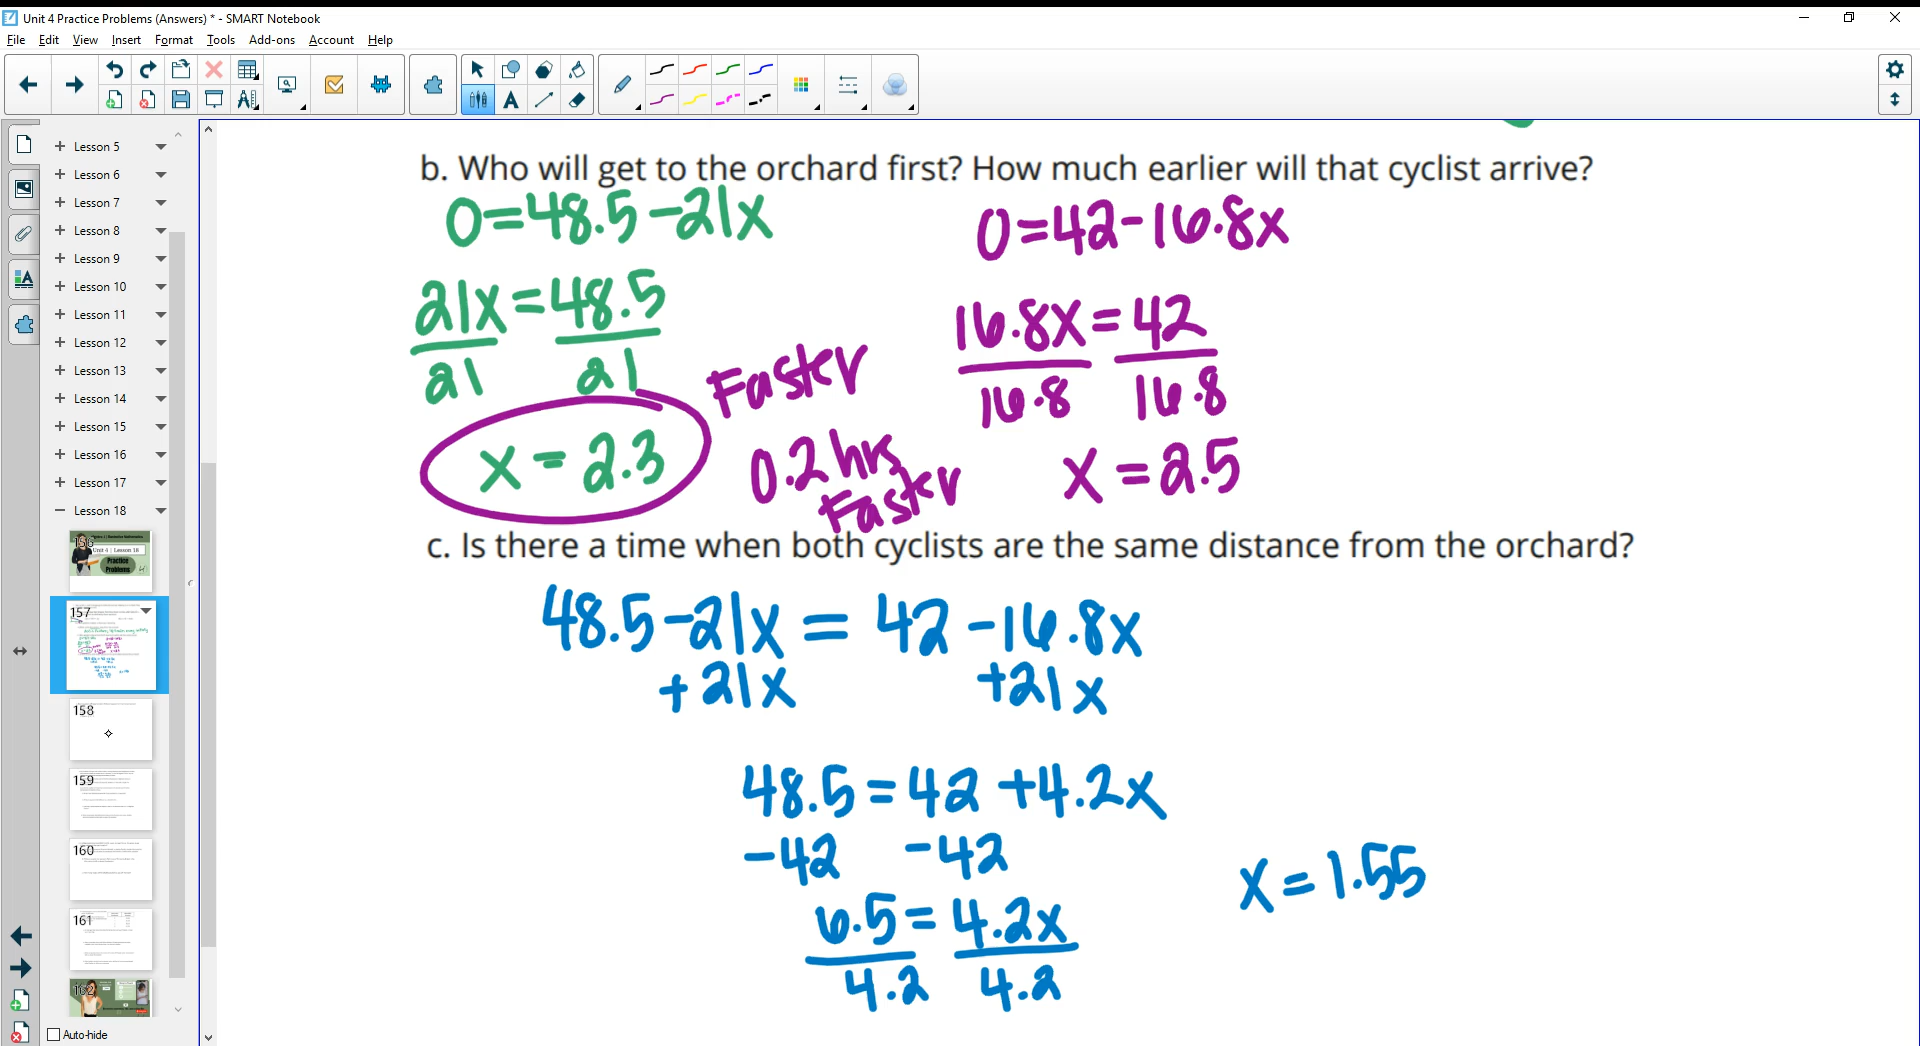 Unit 4 Practice Problems (Answers) * - SMART Notebook
File Edit View Insert Format Tools Add-ons Account Help
Lesson 5
Lesson 6
Lesson 7
Lesson 8
Lesson 9
Lesson 10
Lesson 11
Lesson 12
Lesson 13
Lesson 14
Lesson 15
Lesson 16
Lesson 17
Lesson 18
156
Unit 4 | Lesson 18
Practice
Problems
157
158
159
160
161
162
Auto-hide
b. Who will get to the orchard first? How much earlier will that cyclist arrive?
0=48.5-21x
21x=48.5
21 21
x=2.3
Faster
0.2 hrs
Faster
0=42-16.8x
16.8x=42
16.8 16.8
x=2.5
c. Is there a time when both cyclists are the same distance from the orchard?
48.5-21x = 42-16.8x
+21x +21x
48.5=42+4.2x
-42 -42
6.5=4.2x
4.2 4.2
x=1.55